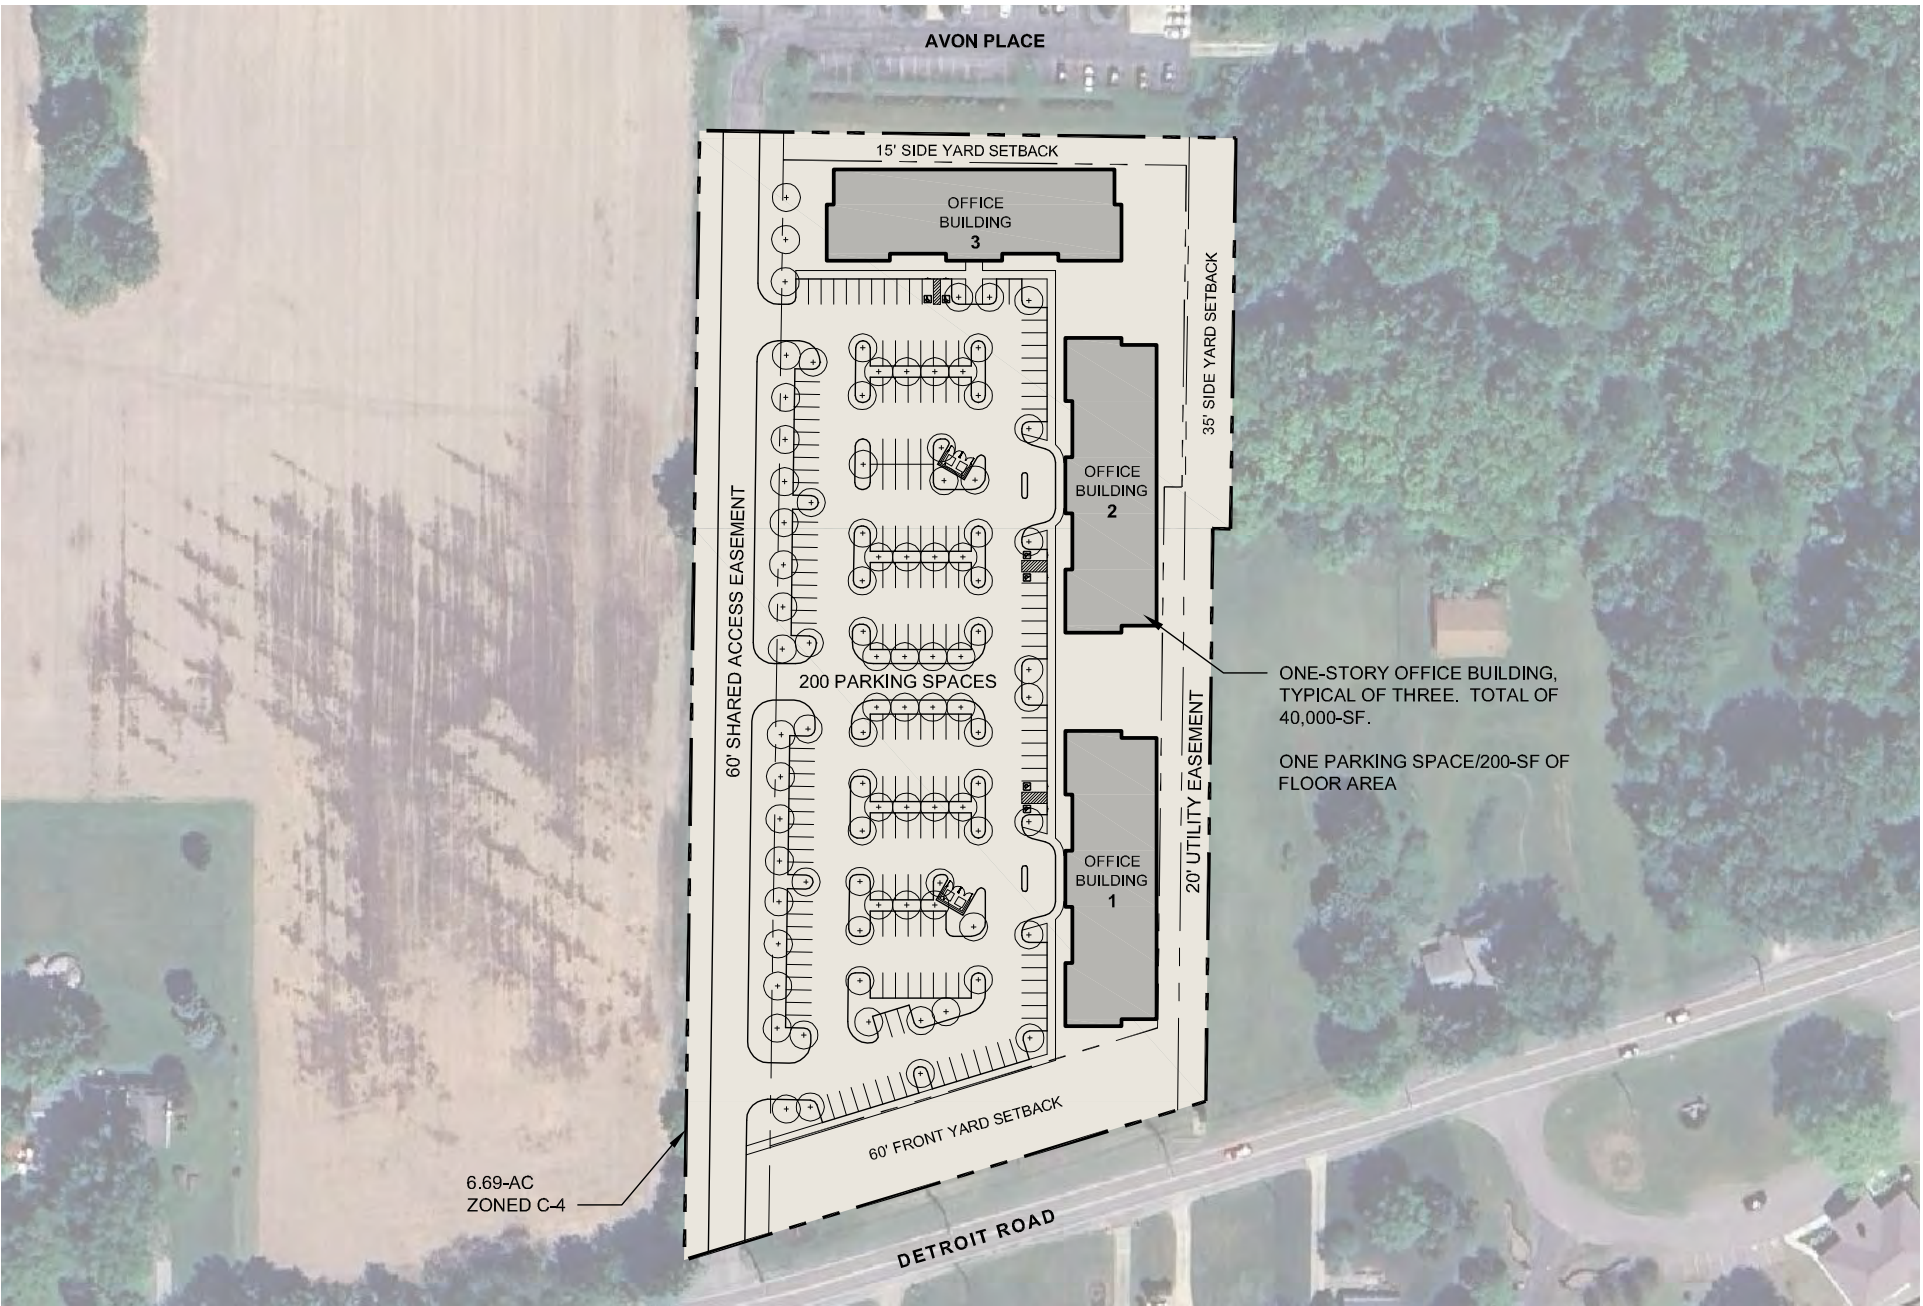 AVON PLACE
15' SIDE YARD SETBACK
OFFICE
BUILDING
3
35' SIDE YARD SETBACK
OFFICE
BUILDING
2
60' SHARED ACCESS EASEMENT
200 PARKING SPACES
ONE-STORY OFFICE BUILDING,
TYPICAL OF THREE.  TOTAL OF
40,000-SF.
ONE PARKING SPACE/200-SF OF
FLOOR AREA
20' UTILITY EASEMENT
OFFICE
BUILDING
1
60' FRONT YARD SETBACK
6.69-AC
ZONED C-4
DETROIT ROAD